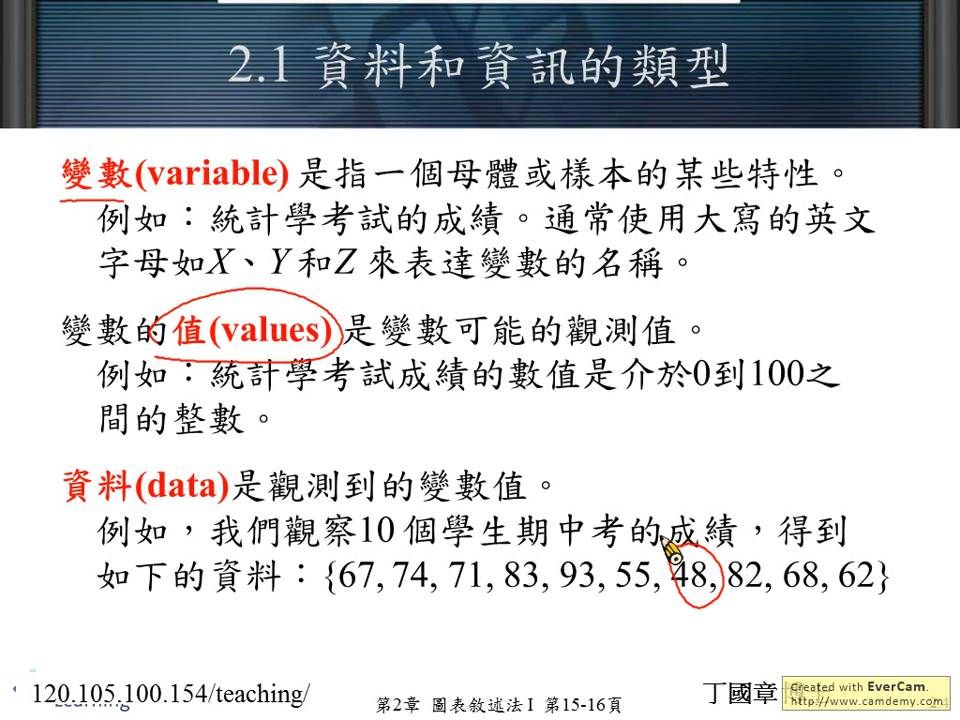 2.1 資料和資訊的類型
變數(variable) 是指一個母體或樣本的某些特性。
例如：統計學考試的成績。通常使用大寫的英文
字母如X、Y 和Z 來表達變數的名稱。
變數的值(values) 是變數可能的觀測值。
例如：統計學考試成績的數值是介於0到100之
間的整數。
資料(data)是觀測到的變數值。
例如，我們觀察10 個學生期中考的成績，得到
如下的資料：{67, 74, 71, 83, 93, 55, 48, 82, 68, 62}
120.105.100.154/teaching/
Learning
第2章 圖表敘述法 I 第15-16頁
丁國章 博士
Created with EverCam.
http://www.camdemy.com